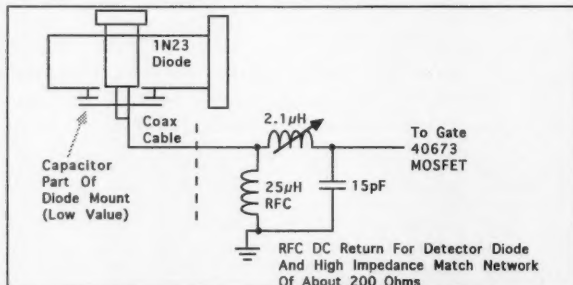 1N23
Diode
Coax
Cable
Capacitor
Part Of
Diode Mount
(Low Value)
2.1µH
25µH
RFC
15pF
To Gate
40673
MOSFET
RFC DC Return For Detector Diode
And High Impedance Match Network
Of About 200 Ohms